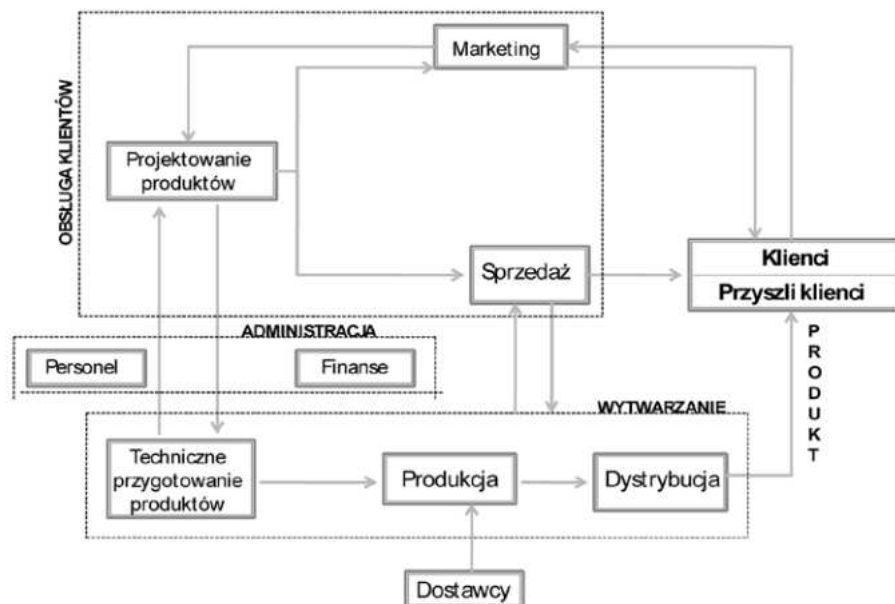 Marketing
OBSŁUGA KLIENTÓW
Projektowanie
produktów
Sprzedaż
Klienci
Przyszli klienci
ADMINISTRACJA
Personel
Finanse
PRODUKT
WYTWARZANIE
Techniczne
przygotowanie
produktów
Produkcja
Dystrybucja
Dostawcy